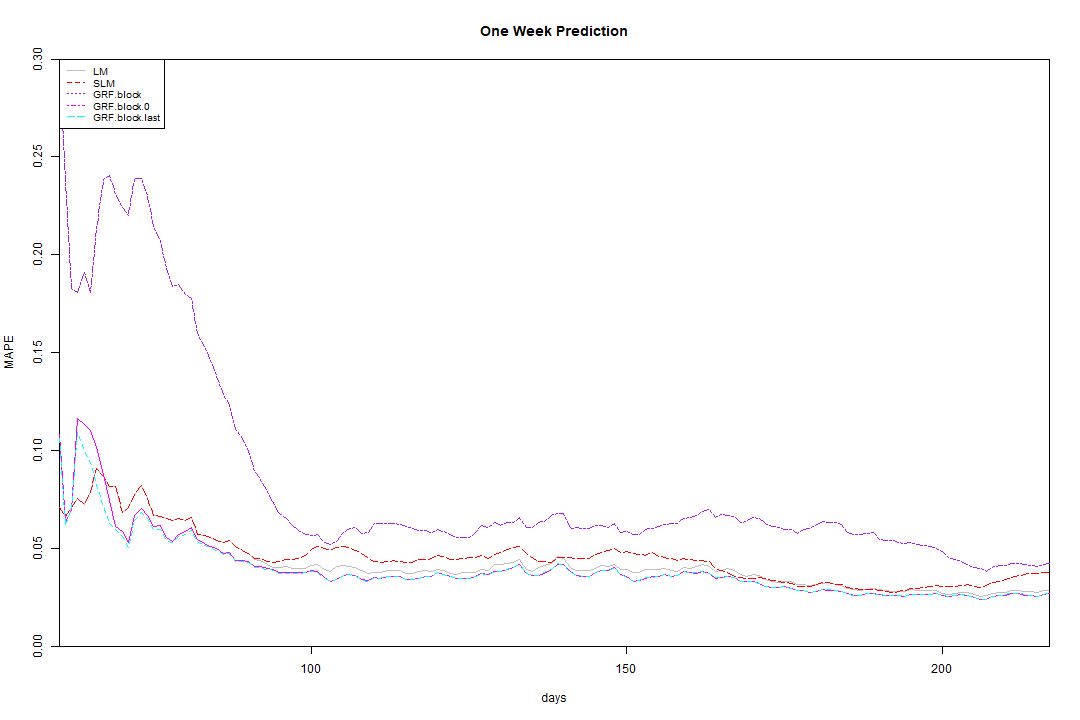 One Week Prediction
0.30
LM
SLM
GRF.block
GRF.block.0
GRF.block.last
0.25
0.20
0.15
0.10
0.05
0.00
MAPE
100
150
200
days